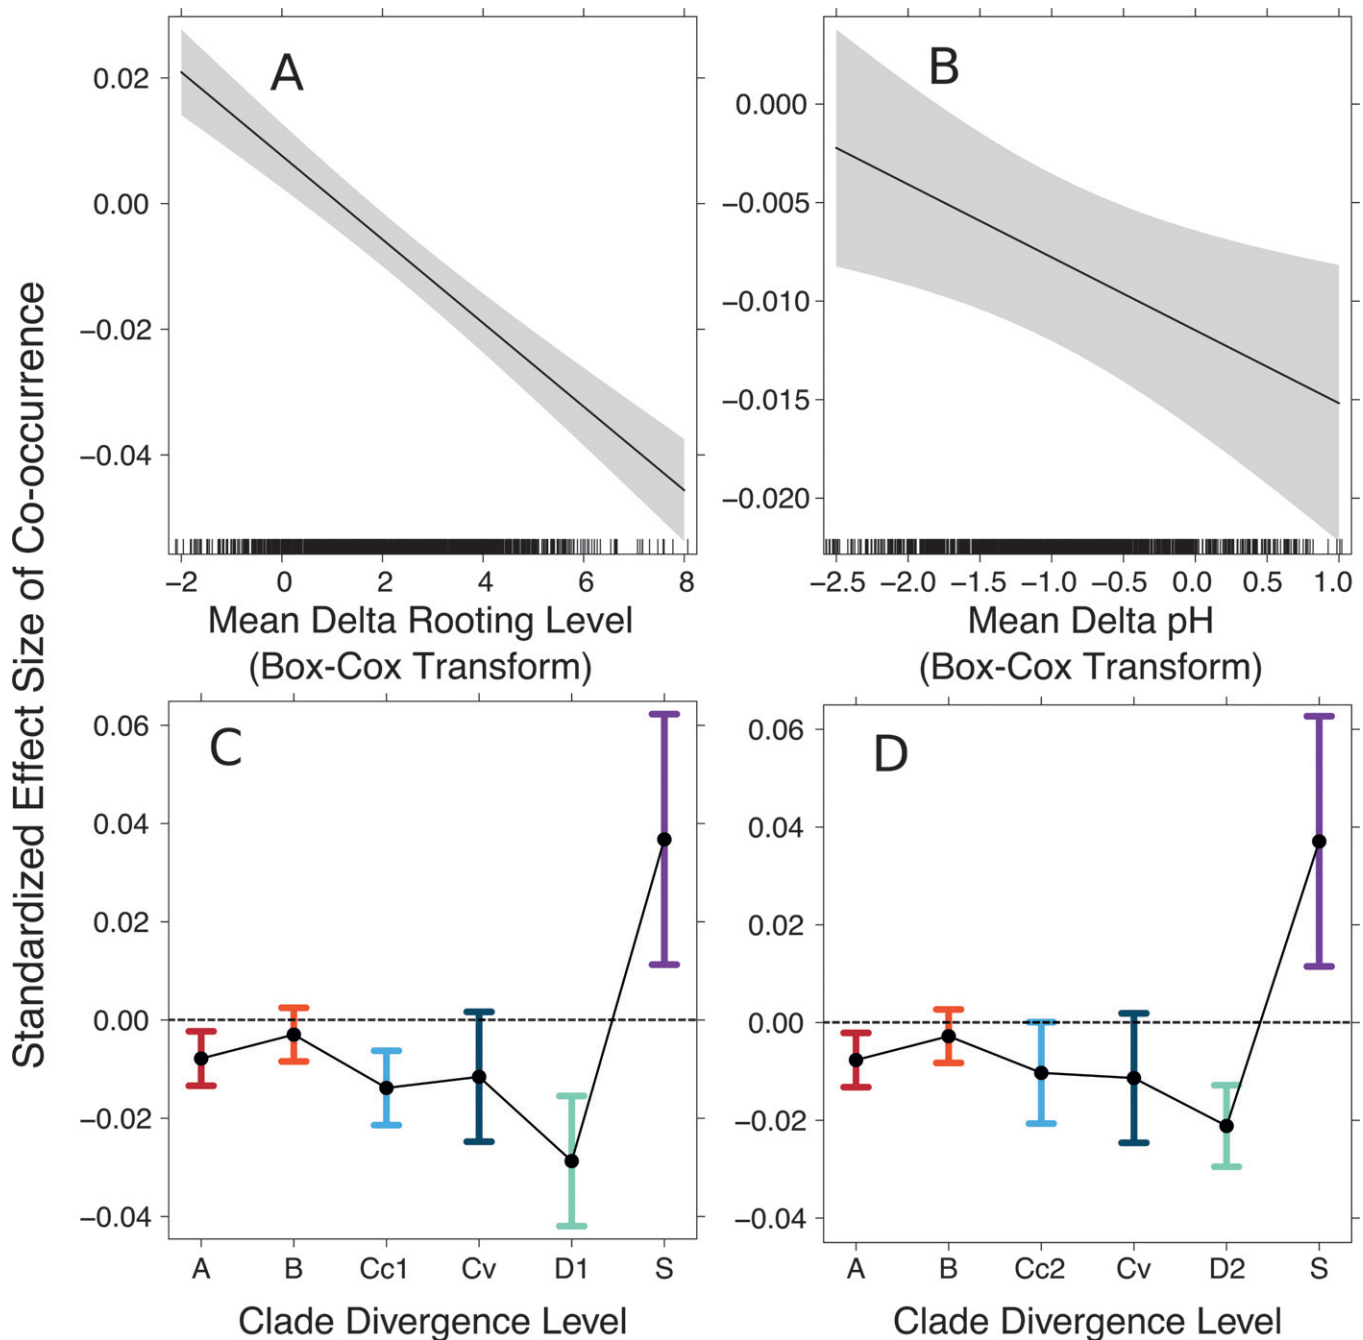 Standardized Effect Size of Co-occurrence
A
0.02
0.00
−0.02
−0.04
−2 0 2 4 6 8
Mean Delta Rooting Level
(Box-Cox Transform)
B
0.000
−0.005
−0.010
−0.015
−0.020
−2.5 −2.0 −1.5 −1.0 −0.5 0.0 0.5 1.0
Mean Delta pH
(Box-Cox Transform)
C
0.06
0.04
0.02
0.00
−0.02
−0.04
A B Cc1 Cv D1 S
Clade Divergence Level
D
0.06
0.04
0.02
0.00
−0.02
−0.04
A B Cc2 Cv D2 S
Clade Divergence Level